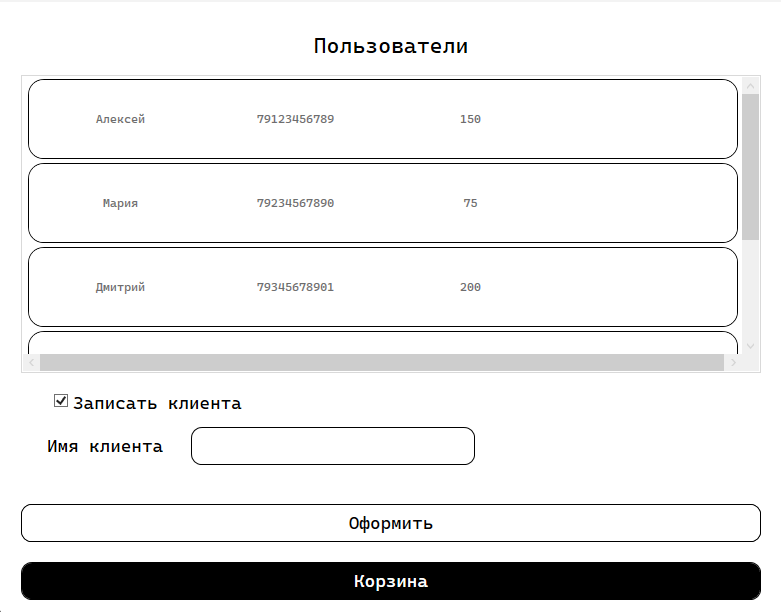 Пользователи
Алексей 79123456789 150
Мария 79234567890 75
Дмитрий 79345678901 200
Записать клиента
Имя клиента
Оформить
Корзина